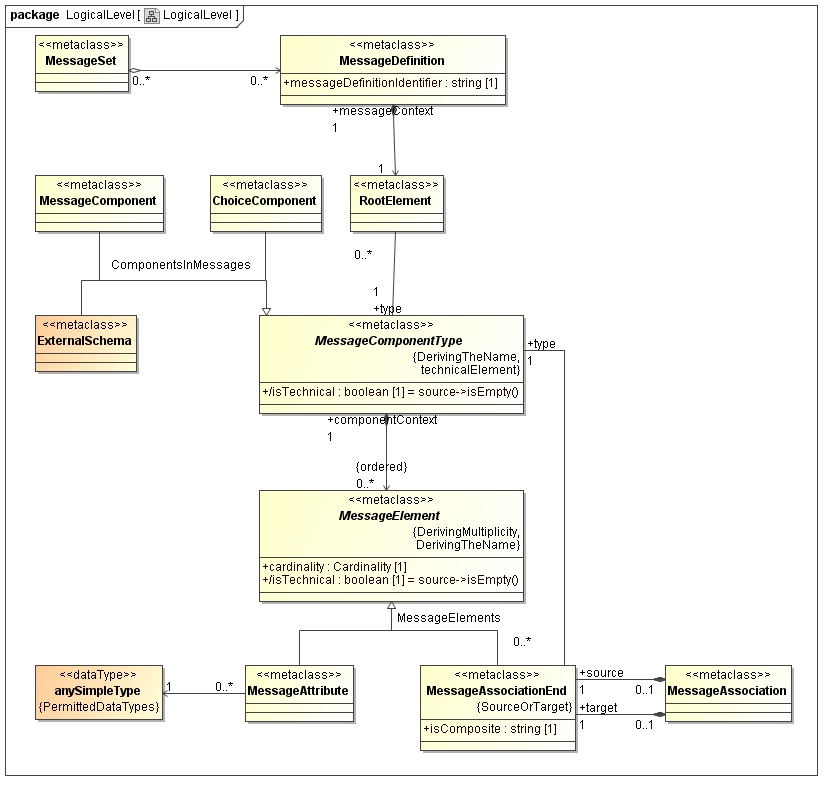 package LogicalLevel [ LogicalLevel ]
<<metaclass>>
MessageSet
<<metaclass>>
MessageDefinition
+messageDefinitionIdentifier : string [1]
0..*
0..*
+messageContext
1
1
<<metaclass>>
MessageComponent
<<metaclass>>
ChoiceComponent
<<metaclass>>
RootElement
ComponentsInMessages
0..*
1
+type
<<metaclass>>
ExternalSchema
<<metaclass>>
MessageComponentType
{DerivingTheName,
technicalElement}
+/isTechnical : boolean [1] = source->isEmpty()
+type
1
+componentContext
1
{ordered}
0..*
<<metaclass>>
MessageElement
{DerivingMultiplicity,
DerivingTheName}
+cardinality : Cardinality [1]
+/isTechnical : boolean [1] = source->isEmpty()
MessageElements
0..*
<<dataType>>
anySimpleType
{PermittedDataTypes}
1
0..*
<<metaclass>>
MessageAttribute
<<metaclass>>
MessageAssociationEnd
{SourceOrTarget}
+isComposite : string [1]
+source
1
0..1
+target
1
0..1
<<metaclass>>
MessageAssociation